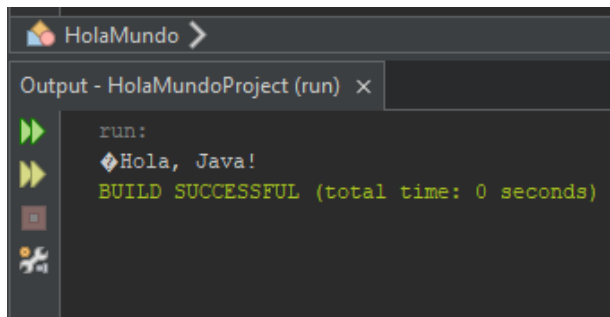 HolaMundo
Output - HolaMundoProject (run)
run:
�Hola, Java!
BUILD SUCCESSFUL (total time: 0 seconds)